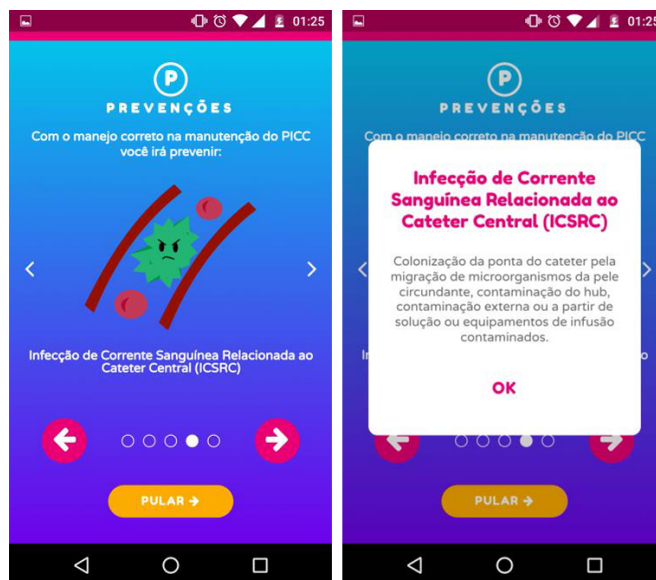 01:25
P
PREVENÇÕES
Com o manejo correto na manutenção do PICC
você irá prevenir:
Infecção de Corrente Sanguínea Relacionada ao
Cateter Central (ICSRC)
PULAR →
01:25
P
PREVENÇÕES
Com o manejo correto na manutenção do PICC
Infecção de Corrente
Sanguínea Relacionada ao
Cateter Central (ICSRC)
Colonização da ponta do cateter pela
migração de microorganismos da pele
circundante, contaminação do hub,
contaminação externa ou a partir de
solução ou equipamentos de infusão
contaminados.
OK
PULAR →